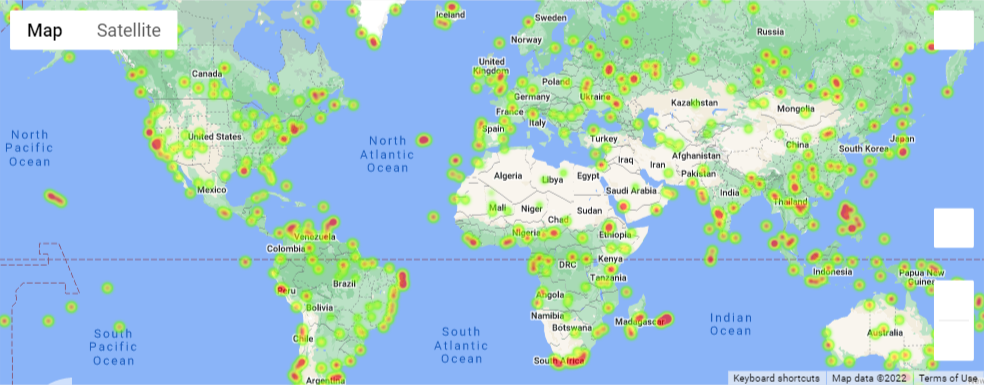 Map
Satellite
Iceland
Sweden
Norway
Russia
United
Kingdom
Canada
Poland
Germany
Ukraine
France
Kazakhstan
Mongolia
North
Pacific
Ocean
United States
North
Atlantic
Ocean
Spain
Italy
Turkey
China
Japan
South Korea
Iraq
Iran
Afghanistan
Pakistan
Algeria
Libya
Egypt
Saudi Arabia
India
Mexico
Mali
Niger
Chad
Sudan
Thailand
Nigeria
Ethiopia
Venezuela
Colombia
DRC
Kenya
Tanzania
Indonesia
Papua New
Guinea
Brazil
Peru
Bolivia
Angola
Namibia
Botswana
Madagascar
Indian
Ocean
South
Pacific
Ocean
South
Atlantic
Ocean
Chile
Australia
South Africa
Argentina
Keyboard shortcuts
Map data ©2022
Terms of Use